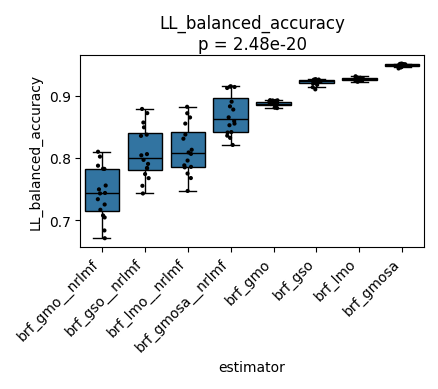 LL_balanced_accuracy
p = 2.48e-20
LL_balanced_accuracy
0.9
0.8
0.7
brf_gmo__nrlmf
brf_gso__nrlmf
brf_lmo__nrlmf
brf_gmosa__nrlmf
brf_gmo
brf_gso
brf_lmo
brf_gmosa
estimator